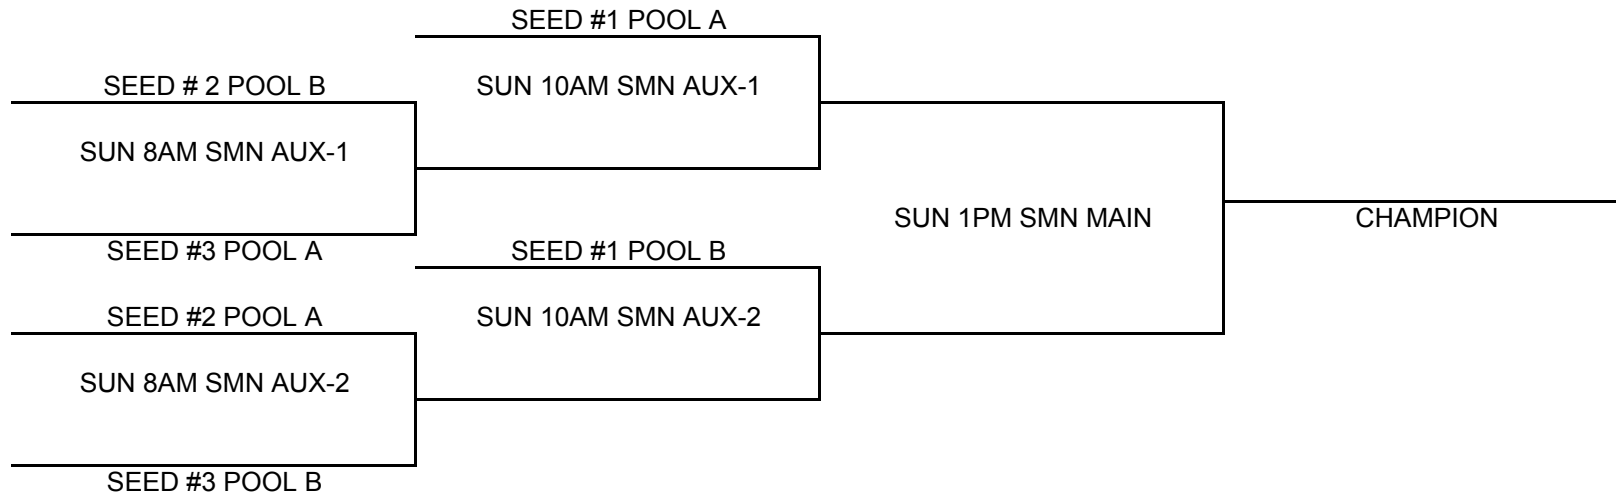 SEED #1 POOL A
SEED # 2 POOL B
SUN 10AM SMN AUX-1
SUN 8AM SMN AUX-1
SUN 1PM SMN MAIN
CHAMPION
SEED #3 POOL A
SEED #1 POOL B
SEED #2 POOL A
SUN 10AM SMN AUX-2
SUN 8AM SMN AUX-2
SEED #3 POOL B